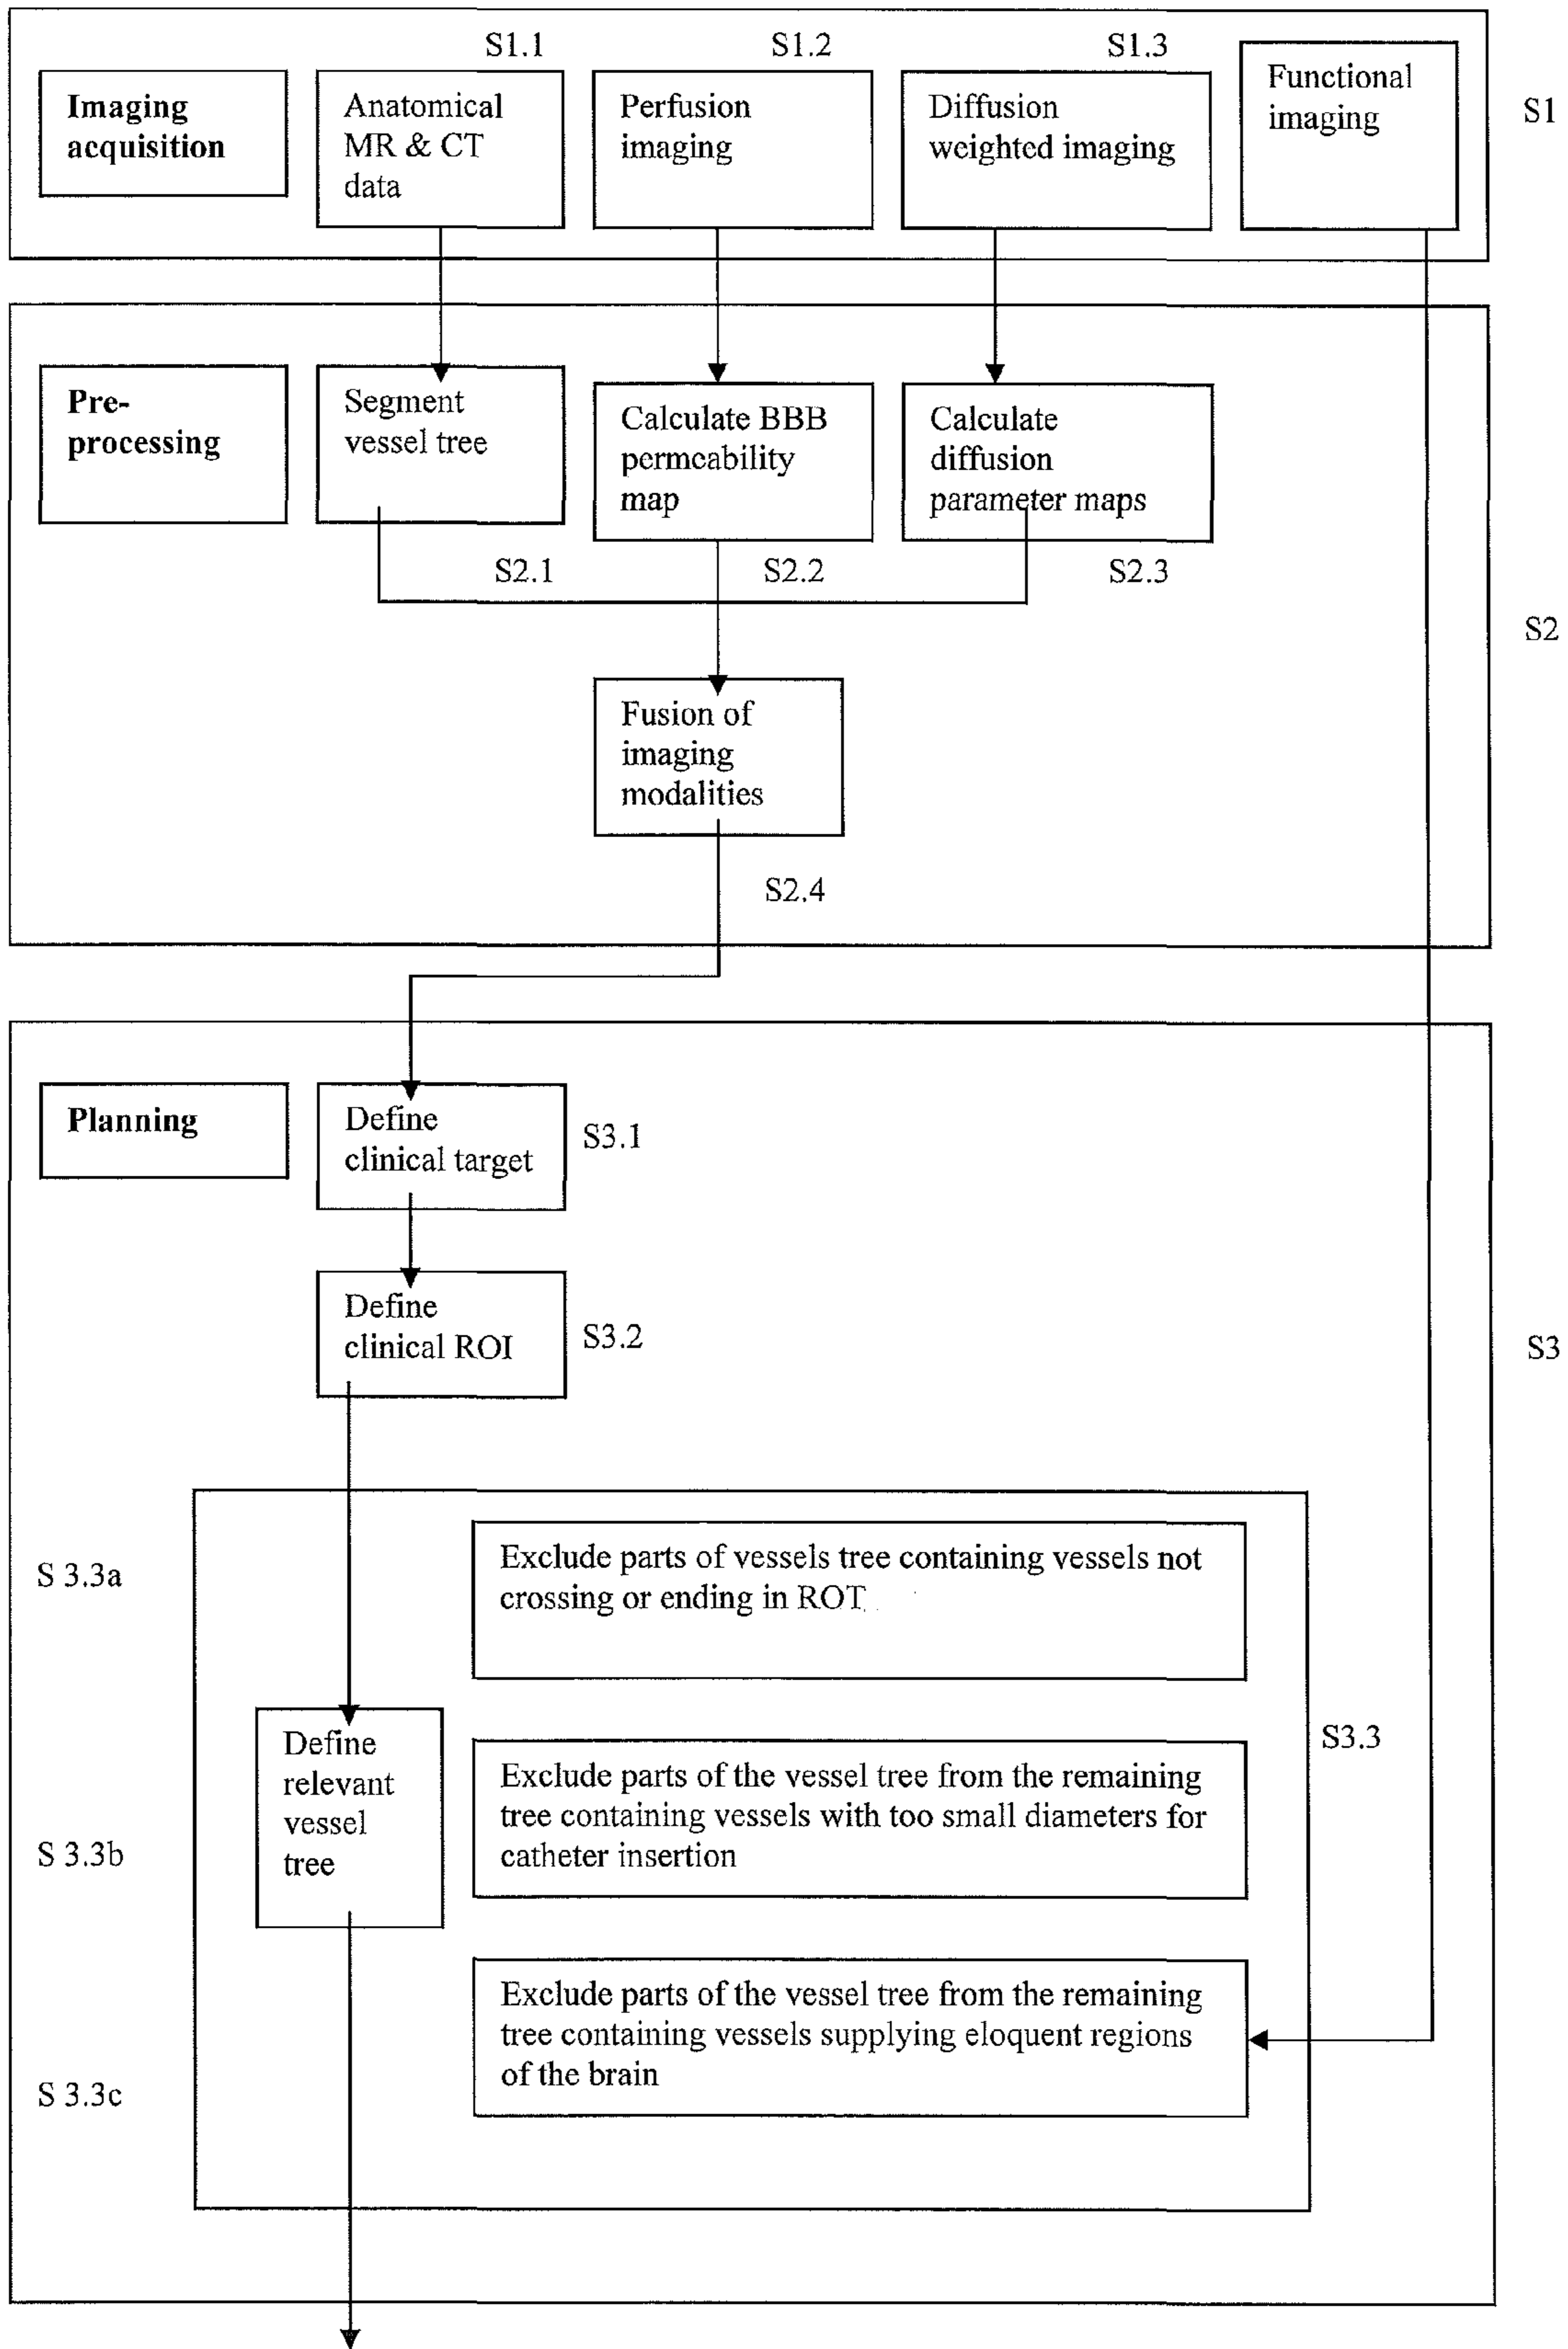 S1.1
S1.2
S1.3
Imaging
acquisition
Anatomical
MR & CT
data
Perfusion
imaging
Diffusion
weighted imaging
Functional
imaging
S1
Pre-
processing
Segment
vessel tree
Calculate BBB
permeability
map
Calculate
diffusion
parameter maps
S2.1
S2.2
S2.3
S2
Fusion of
imaging
modalities
S2.4
Planning
Define
clinical target
S3.1
Define
clinical ROI
S3.2
S3
S 3.3a
Exclude parts of vessels tree containing vessels not
crossing or ending in ROI.
Define
relevant
vessel
tree
S3.3
S 3.3b
Exclude parts of the vessel tree from the remaining
tree containing vessels with too small diameters for
catheter insertion
S 3.3c
Exclude parts of the vessel tree from the remaining
tree containing vessels supplying eloquent regions
of the brain